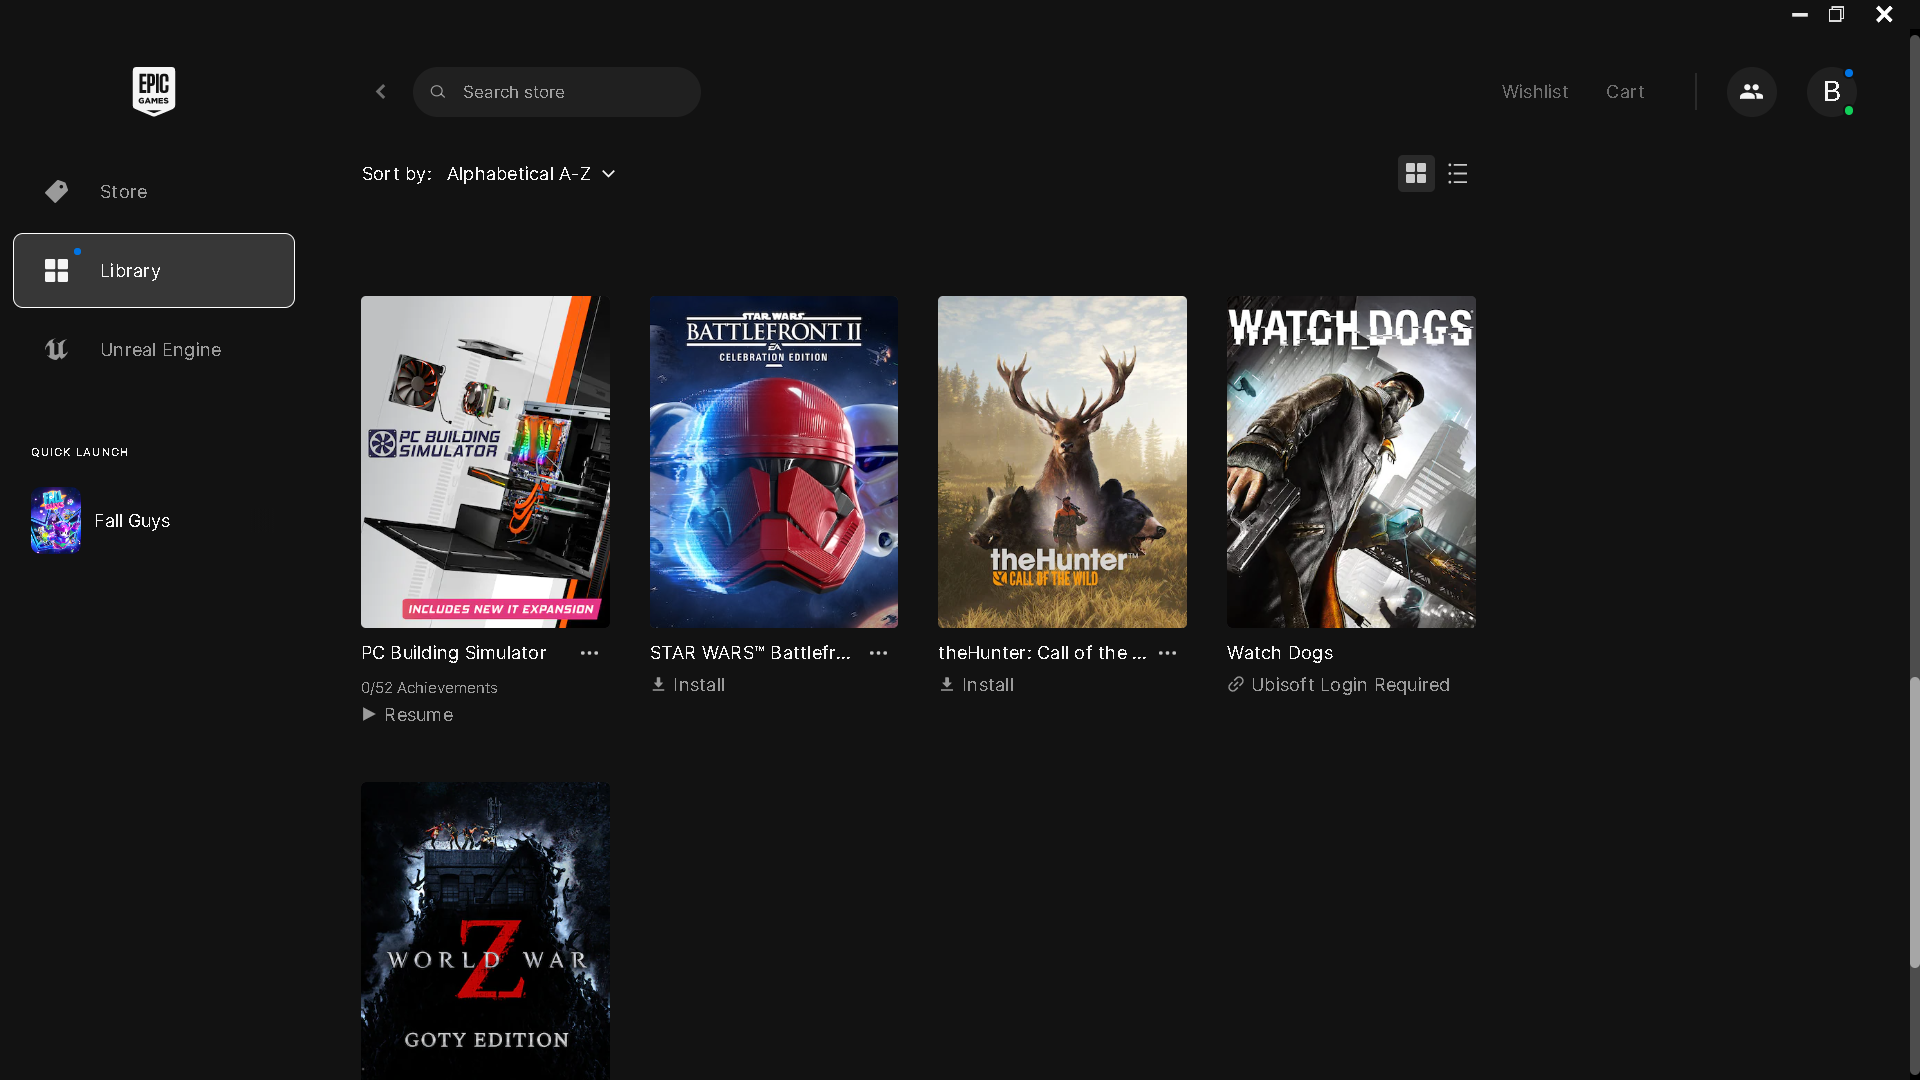 EPIC
GAMES
Search store
Wishlist
Cart
B
Sort by: Alphabetical A-Z
Store
Library
Unreal Engine
QUICK LAUNCH
Fall Guys
PC BUILDING
SIMULATOR
INCLUDES NEW IT EXPANSION
PC Building Simulator
0/52 Achievements
Resume
STAR WARS
BATTLEFRONT II
EA
CELEBRATION EDITION
STAR WARS™ Battlefr...
Install
theHunter™
CALL OF THE WILD
theHunter: Call of the ...
Install
WATCH_DOGS
Watch Dogs
Ubisoft Login Required
WORLD WAR Z
GOTY EDITION